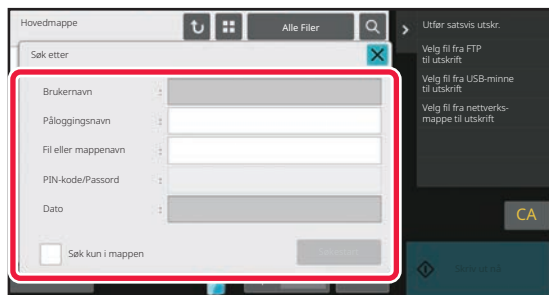 Hovedmappe
Alle Filer
Søk etter
Brukernavn :
Påloggingsnavn :
Fil eller mappenavn :
PIN-kode/Passord :
Dato :
Søk kun i mappen
Utfør satsvis utskr.
Velg fil fra FTP
til utskrift
Velg fil fra USB-minne
til utskrift
Velg fil fra nettverks-
mappe til utskrift
CA